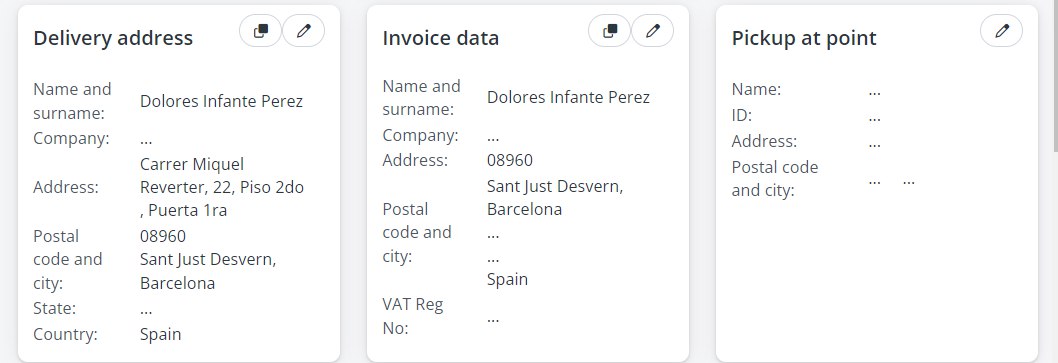 Delivery address
Name and
surname:
Dolores Infante Perez
Company:
...
Address:
Carrer Miquel
Reverter, 22, Piso 2do
, Puerta 1ra
Postal
code and
city:
08960
Sant Just Desvern,
Barcelona
State:
...
Country:
Spain
Invoice data
Name and
surname:
Dolores Infante Perez
Company:
...
Address:
08960
Postal
code and
city:
Sant Just Desvern,
Barcelona
...
...
Spain
VAT Reg
No:
...
Pickup at point
Name:
...
ID:
...
Address:
...
Postal code
and city:
... ...